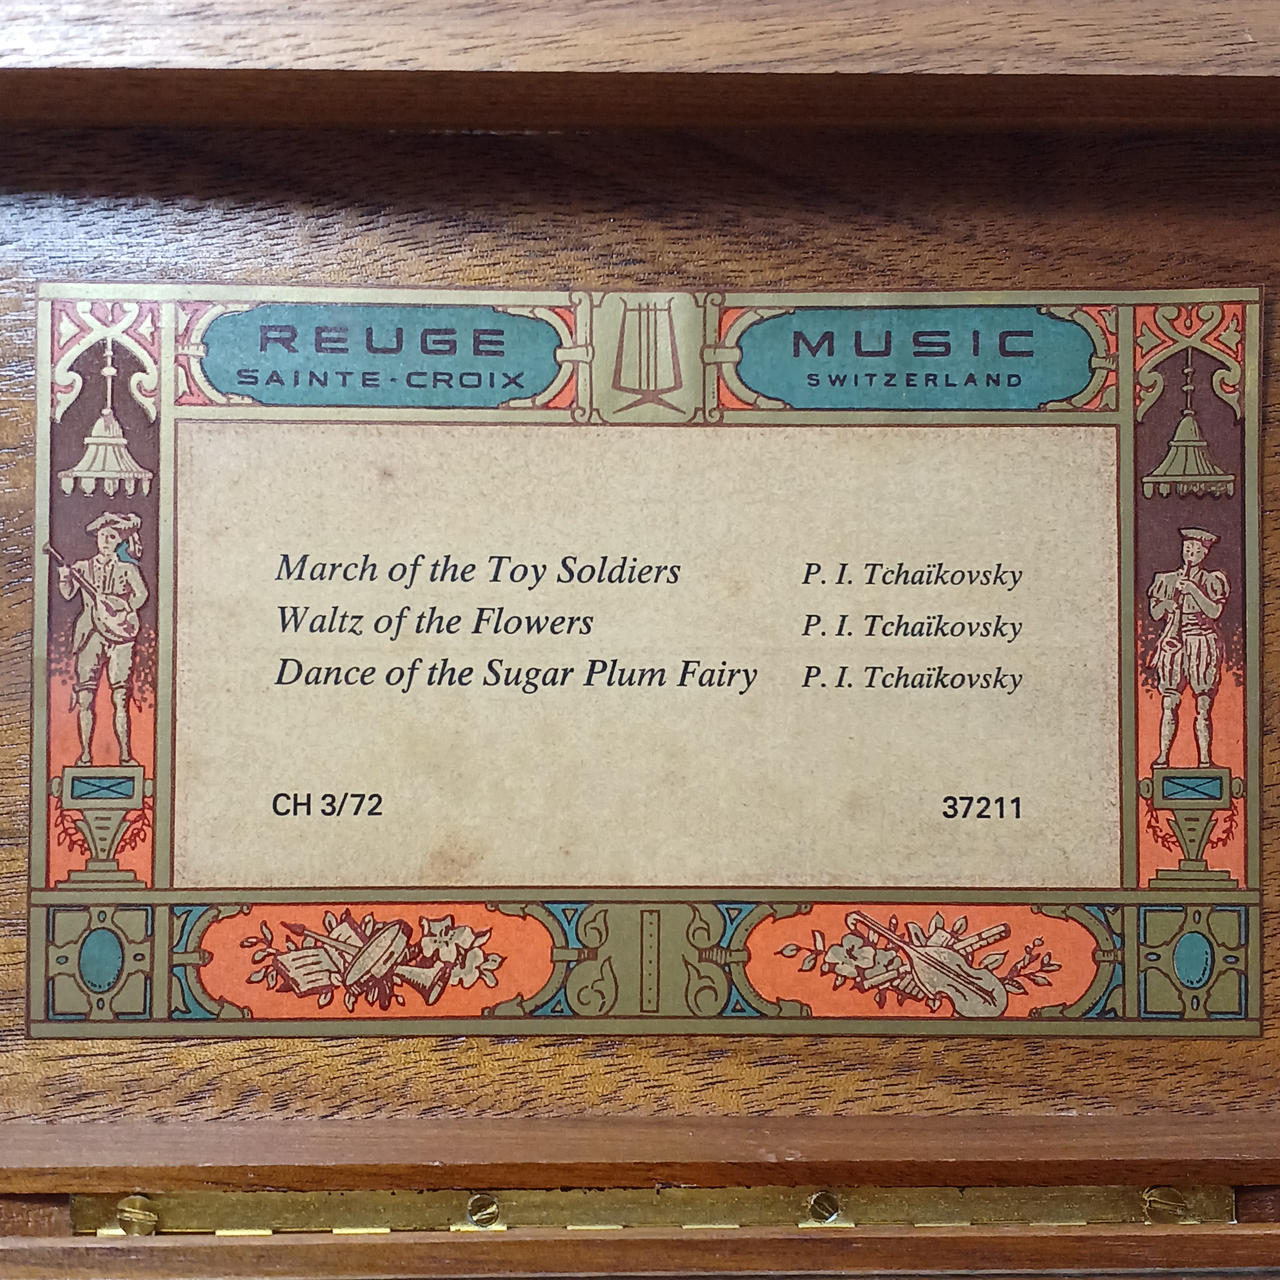 REUGE MUSIC
SAINTE-CROIX SWITZERLAND
March of the Toy Soldiers P. I. Tchaïkovsky
Waltz of the Flowers P. I. Tchaïkovsky
Dance of the Sugar Plum Fairy P. I. Tchaïkovsky
CH 3/72 37211